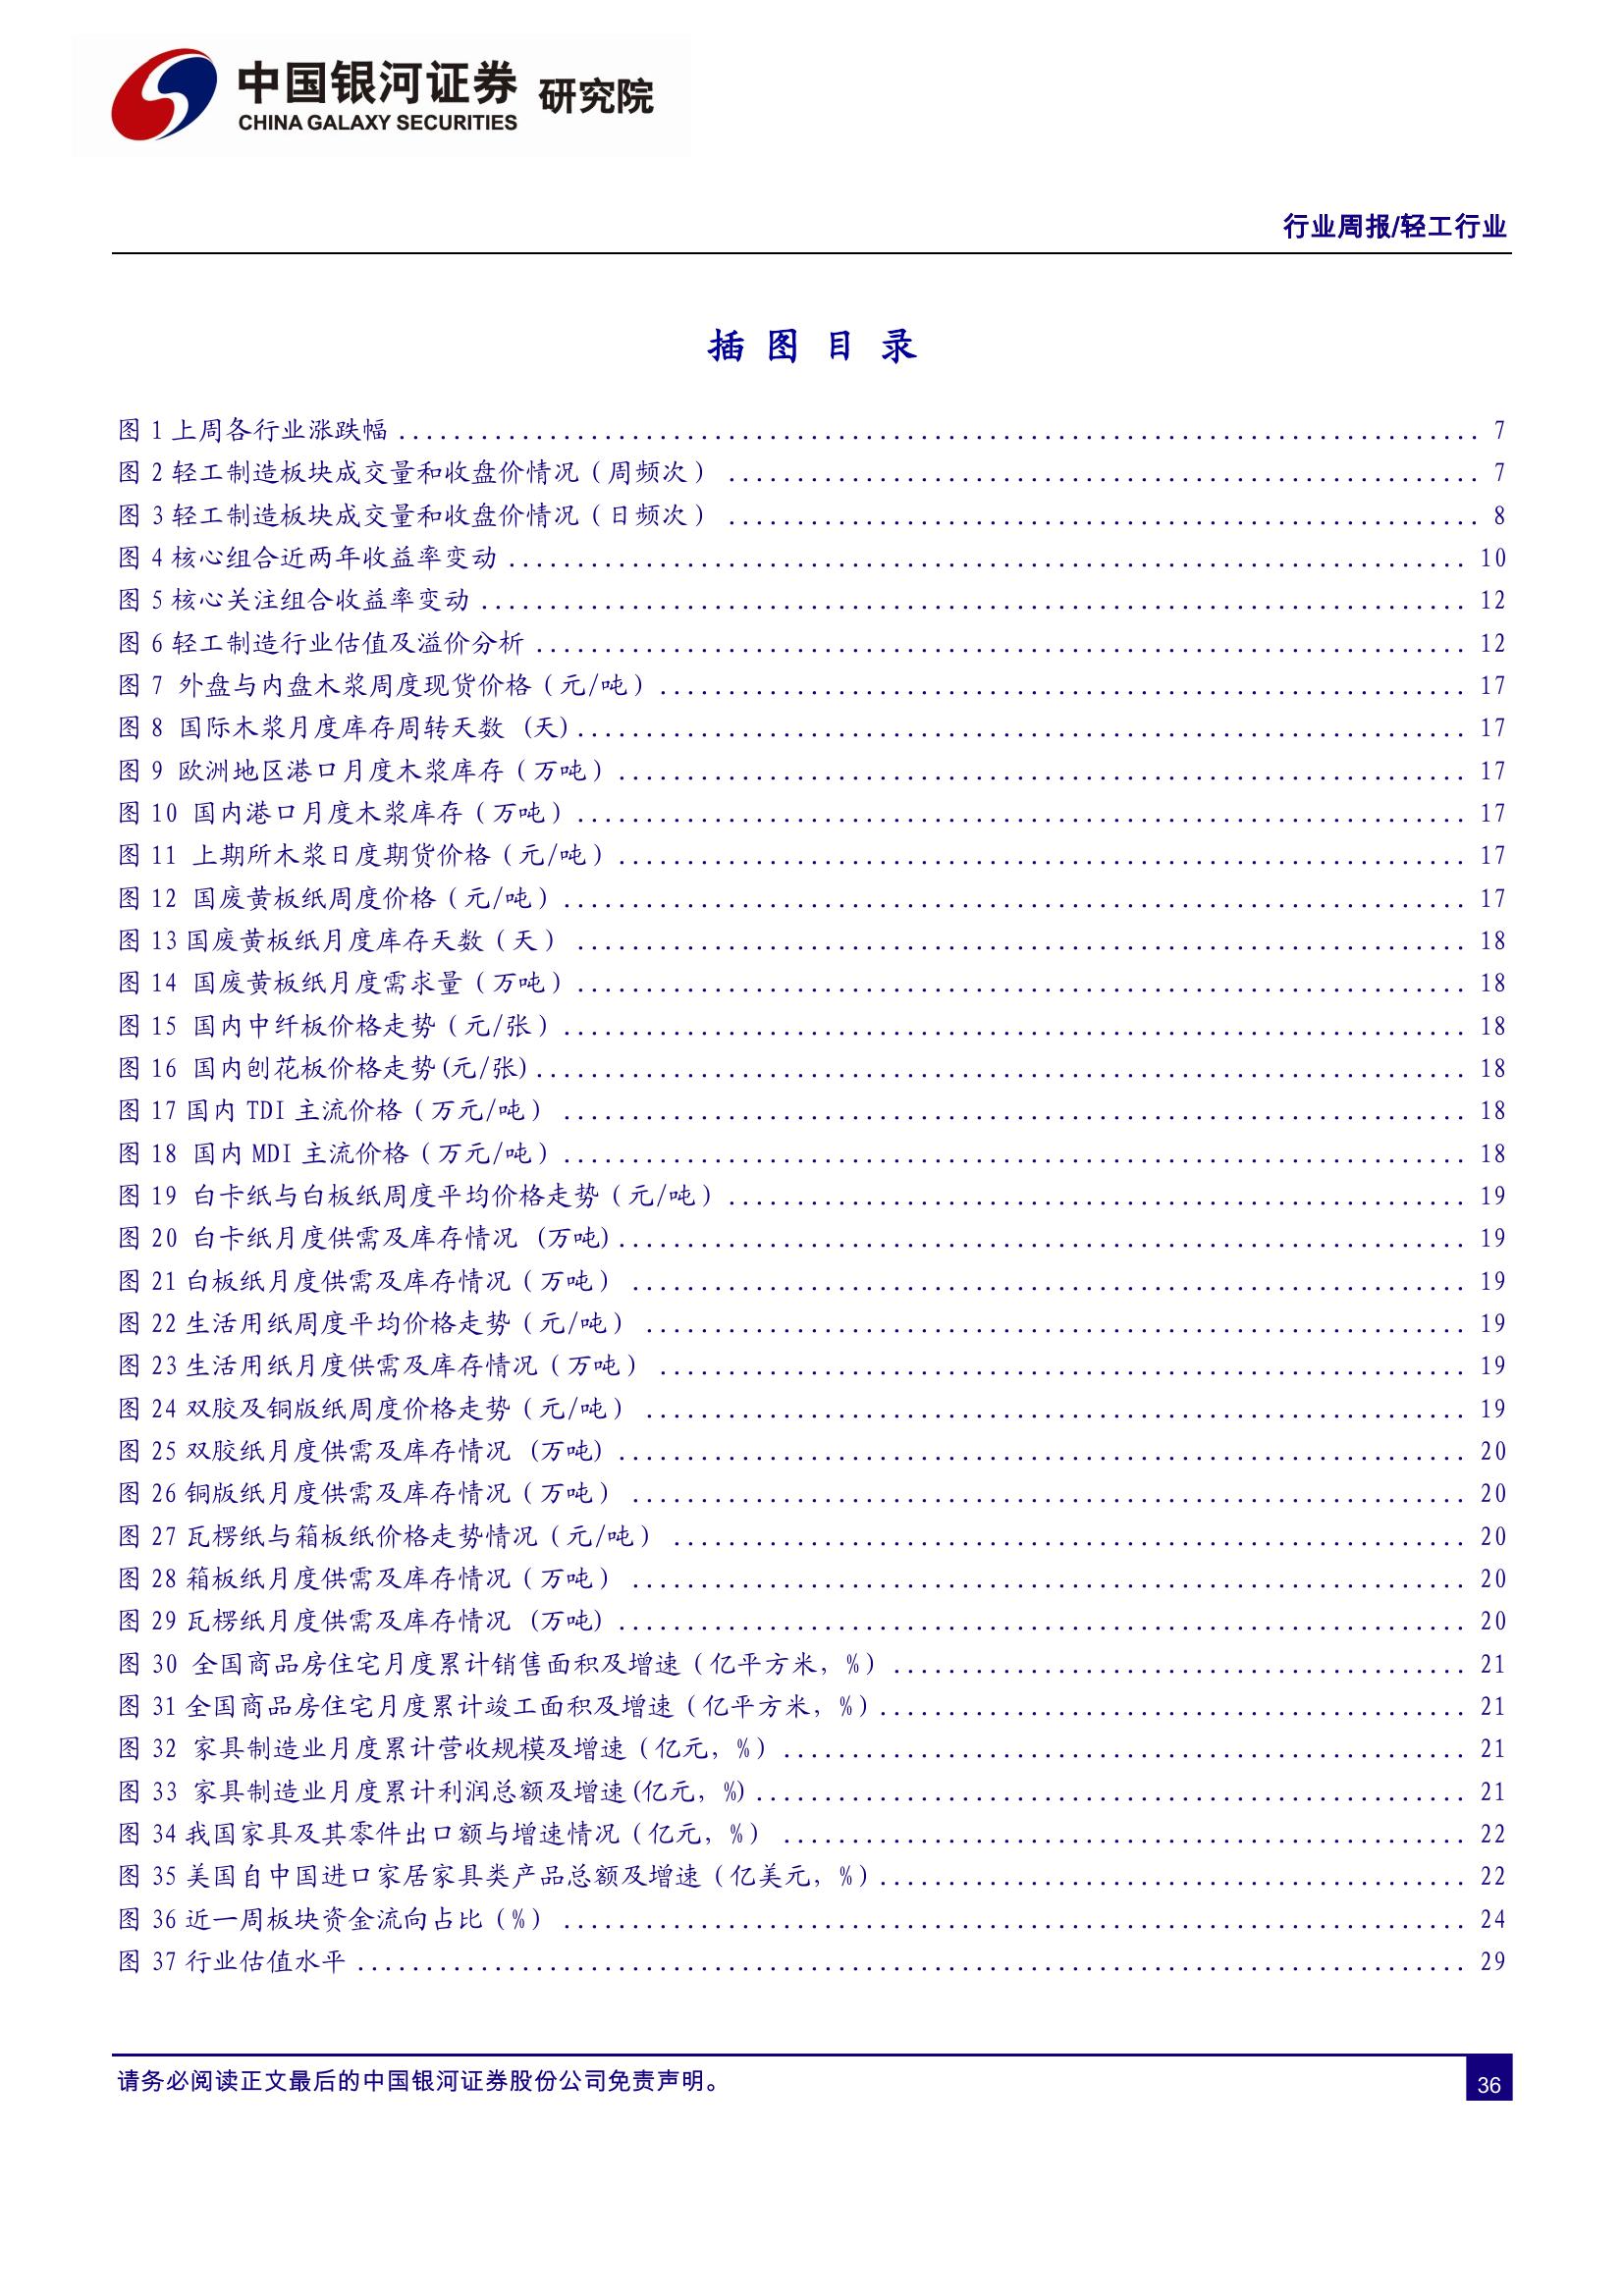 中国银河证券 研究院
CHINA GALAXY SECURITIES
行业周报/轻工行业
插 图 目 录
图 1 上周各行业涨跌幅 ........ 7
图 2 轻工制造板块成交量和收盘价情况（周频次） ........ 7
图 3 轻工制造板块成交量和收盘价情况（日频次） ........ 8
图 4 核心组合近两年收益率变动 ........ 10
图 5 核心关注组合收益率变动 ........ 12
图 6 轻工制造行业估值及溢价分析 ........ 12
图 7 外盘与内盘木浆周度现货价格（元/吨） ........ 17
图 8 国际木浆月度库存周转天数 (天) ........ 17
图 9 欧洲地区港口月度木浆库存（万吨） ........ 17
图 10 国内港口月度木浆库存（万吨） ........ 17
图 11 上期所木浆日度期货价格（元/吨） ........ 17
图 12 国废黄板纸周度价格（元/吨） ........ 17
图 13 国废黄板纸月度库存天数（天） ........ 18
图 14 国废黄板纸月度需求量（万吨） ........ 18
图 15 国内中纤板价格走势（元/张） ........ 18
图 16 国内刨花板价格走势(元/张) ........ 18
图 17 国内 TDI 主流价格（万元/吨） ........ 18
图 18 国内 MDI 主流价格（万元/吨） ........ 18
图 19 白卡纸与白板纸周度平均价格走势（元/吨） ........ 19
图 20 白卡纸月度供需及库存情况 (万吨) ........ 19
图 21 白板纸月度供需及库存情况（万吨） ........ 19
图 22 生活用纸周度平均价格走势（元/吨） ........ 19
图 23 生活用纸月度供需及库存情况（万吨） ........ 19
图 24 双胶及铜版纸周度价格走势（元/吨） ........ 19
图 25 双胶纸月度供需及库存情况 (万吨) ........ 20
图 26 铜版纸月度供需及库存情况（万吨） ........ 20
图 27 瓦楞纸与箱板纸价格走势情况（元/吨） ........ 20
图 28 箱板纸月度供需及库存情况（万吨） ........ 20
图 29 瓦楞纸月度供需及库存情况 (万吨) ........ 20
图 30 全国商品房住宅月度累计销售面积及增速（亿平方米，%） ........ 21
图 31 全国商品房住宅月度累计竣工面积及增速（亿平方米，%） ........ 21
图 32 家具制造业月度累计营收规模及增速（亿元，%） ........ 21
图 33 家具制造业月度累计利润总额及增速(亿元，%) ........ 21
图 34 我国家具及其零件出口额与增速情况（亿元，%） ........ 22
图 35 美国自中国进口家居家具类产品总额及增速（亿美元，%） ........ 22
图 36 近一周板块资金流向占比（%） ........ 24
图 37 行业估值水平 ........ 29
请务必阅读正文最后的中国银河证券股份公司免责声明。
36